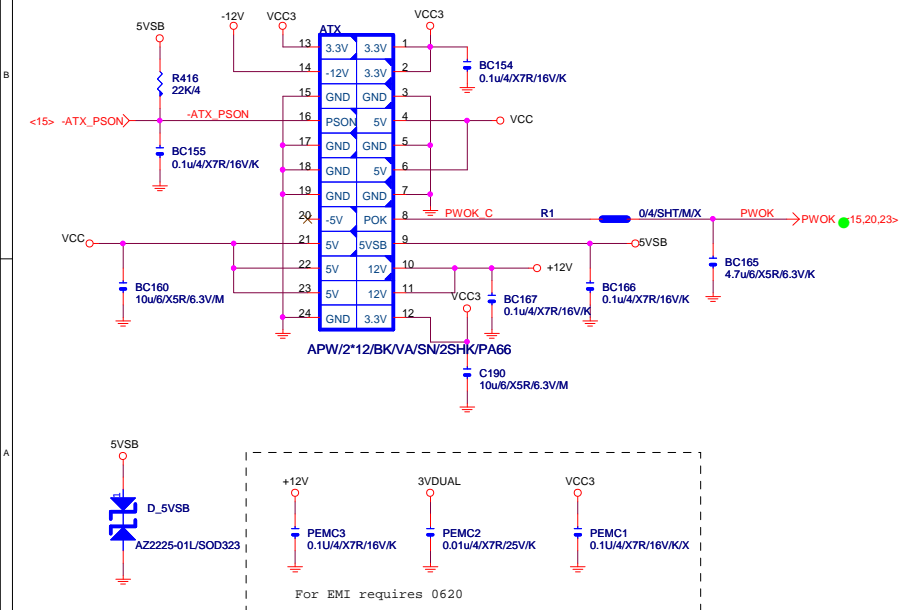 -12V VCC3 VCC3
5VSB ATX
13 3.3V 3.3V 1
14 -12V 3.3V 2
15 GND GND 3
16 PSON 5V 4
17 GND GND 5
18 GND 5V 6
19 GND GND 7
20 -5V POK 8
21 5V 5VSB 9
22 5V 12V 10
23 5V 12V 11
24 GND 3.3V 12
APW/2*12/BK/VA/SN/2SHK/PA66
B
R416
22K/4
<15> -ATX_PSON
-ATX_PSON
BC155
0.1u/4/X7R/16V/K
BC154
0.1u/4/X7R/16V/K
VCC
PWOK_C R1 0/4/SHT/M/X PWOK PWOK <15,20,23>
VCC
5VSB
+12V
BC160
10u/6/X5R/6.3V/M
VCC3
BC167
0.1u/4/X7R/16V/K
BC166
0.1u/4/X7R/16V/K
BC165
4.7u/6/X5R/6.3V/K
C190
10u/6/X5R/6.3V/M
A
5VSB
1
D_5VSB
AZ2225-01L/SOD323
+12V 3VDUAL VCC3
PEMC3
0.1U/4/X7R/16V/K
PEMC2
0.01u/4/X7R/25V/K
PEMC1
0.1U/4/X7R/16V/K/X
For EMI requires 0620